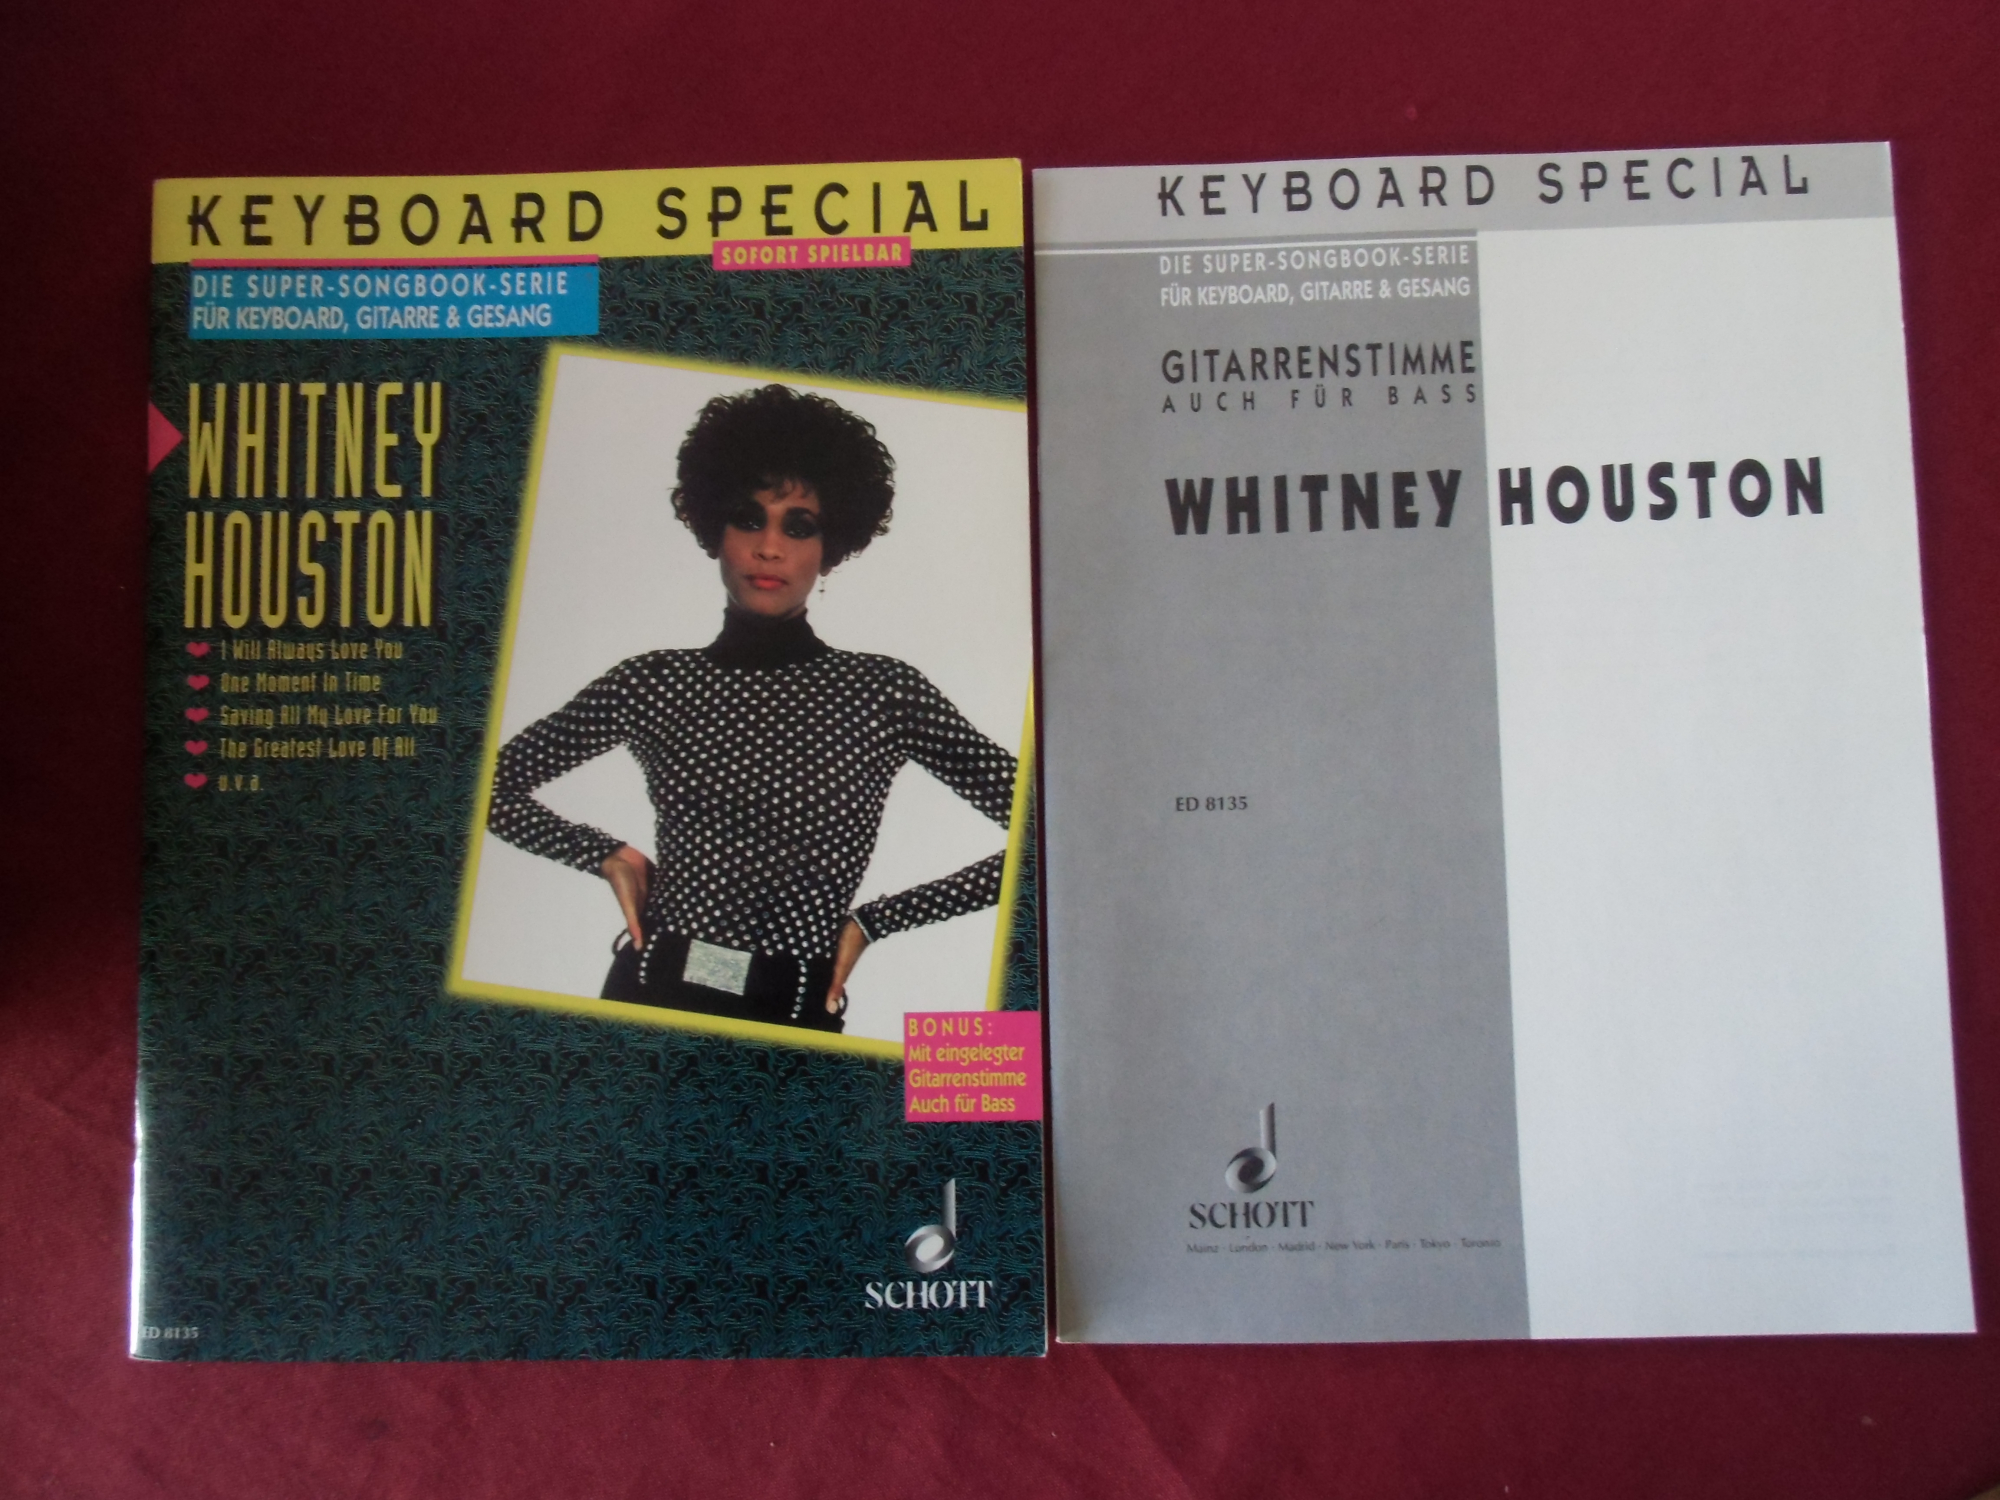 KEYBOARD SPECIAL
SOFORT SPIELBAR
DIE SUPER-SONGBOOK-SERIE
FÜR KEYBOARD, GITARRE & GESANG
WHITNEY
HOUSTON
I Will Always Love You
One Moment In Time
Saving All My Love For You
The Greatest Love Of All
u.v.a.
BONUS:
Mit eingelegter
Gitarrenstimme
Auch für Bass
SCHOTT
ED 8135
KEYBOARD SPECIAL
DIE SUPER-SONGBOOK-SERIE
FÜR KEYBOARD, GITARRE & GESANG
GITARRENSTIMME
AUCH FÜR BASS
WHITNEY HOUSTON
ED 8135
SCHOTT
Mainz · London · Madrid · New York · Paris · Tokyo · Toronto